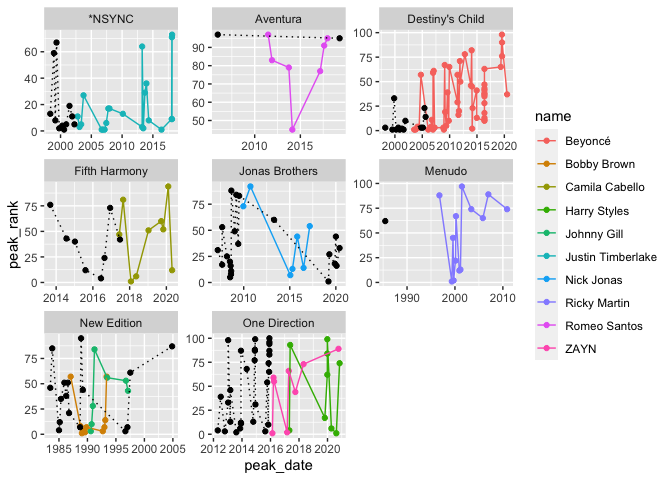 *NSYNC Aventura Destiny's Child
60
40
20
0
2000 2005 2010 2015
90
80
70
60
50
2010 2015
100
75
50
25
0
2000 2005 2010 2015 2020
Fifth Harmony Jonas Brothers Menudo
75
50
25
0
2014 2016 2018 2020
75
50
25
0
2010 2015 2020
100
75
50
25
0
1990 2000 2010
New Edition One Direction
75
50
25
0
1985 1990 1995 2000 2005
100
75
50
25
0
2012 2014 2016 2018 2020
peak_rank
peak_date
name
Beyoncé
Bobby Brown
Camila Cabello
Harry Styles
Johnny Gill
Justin Timberlake
Nick Jonas
Ricky Martin
Romeo Santos
ZAYN